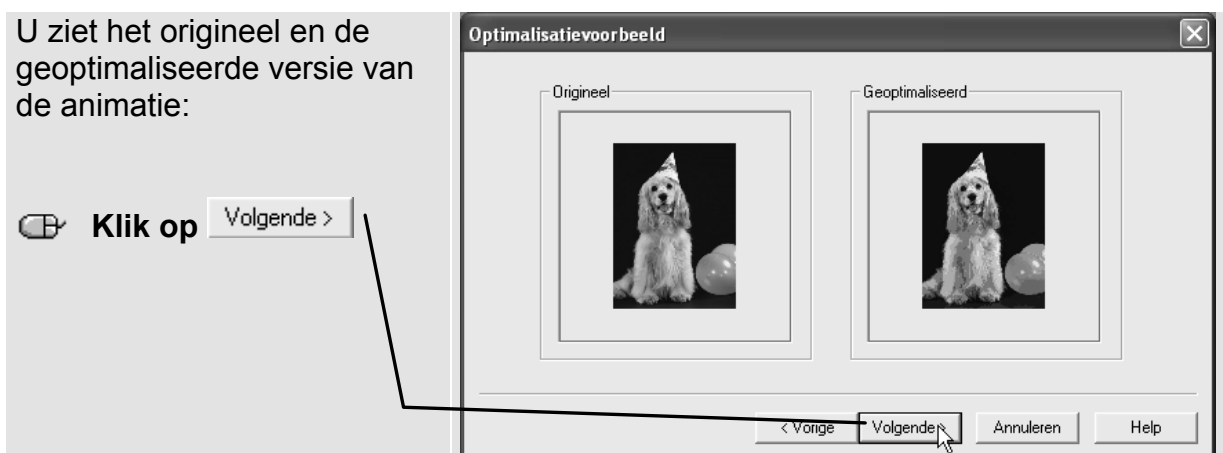 U ziet het origineel en de
geoptimaliseerde versie van
de animatie:
Klik op Volgende >
Optimalisatievoorbeeld
Origineel
Geoptimaliseerd
< Vorige Volgende > Annuleren Help